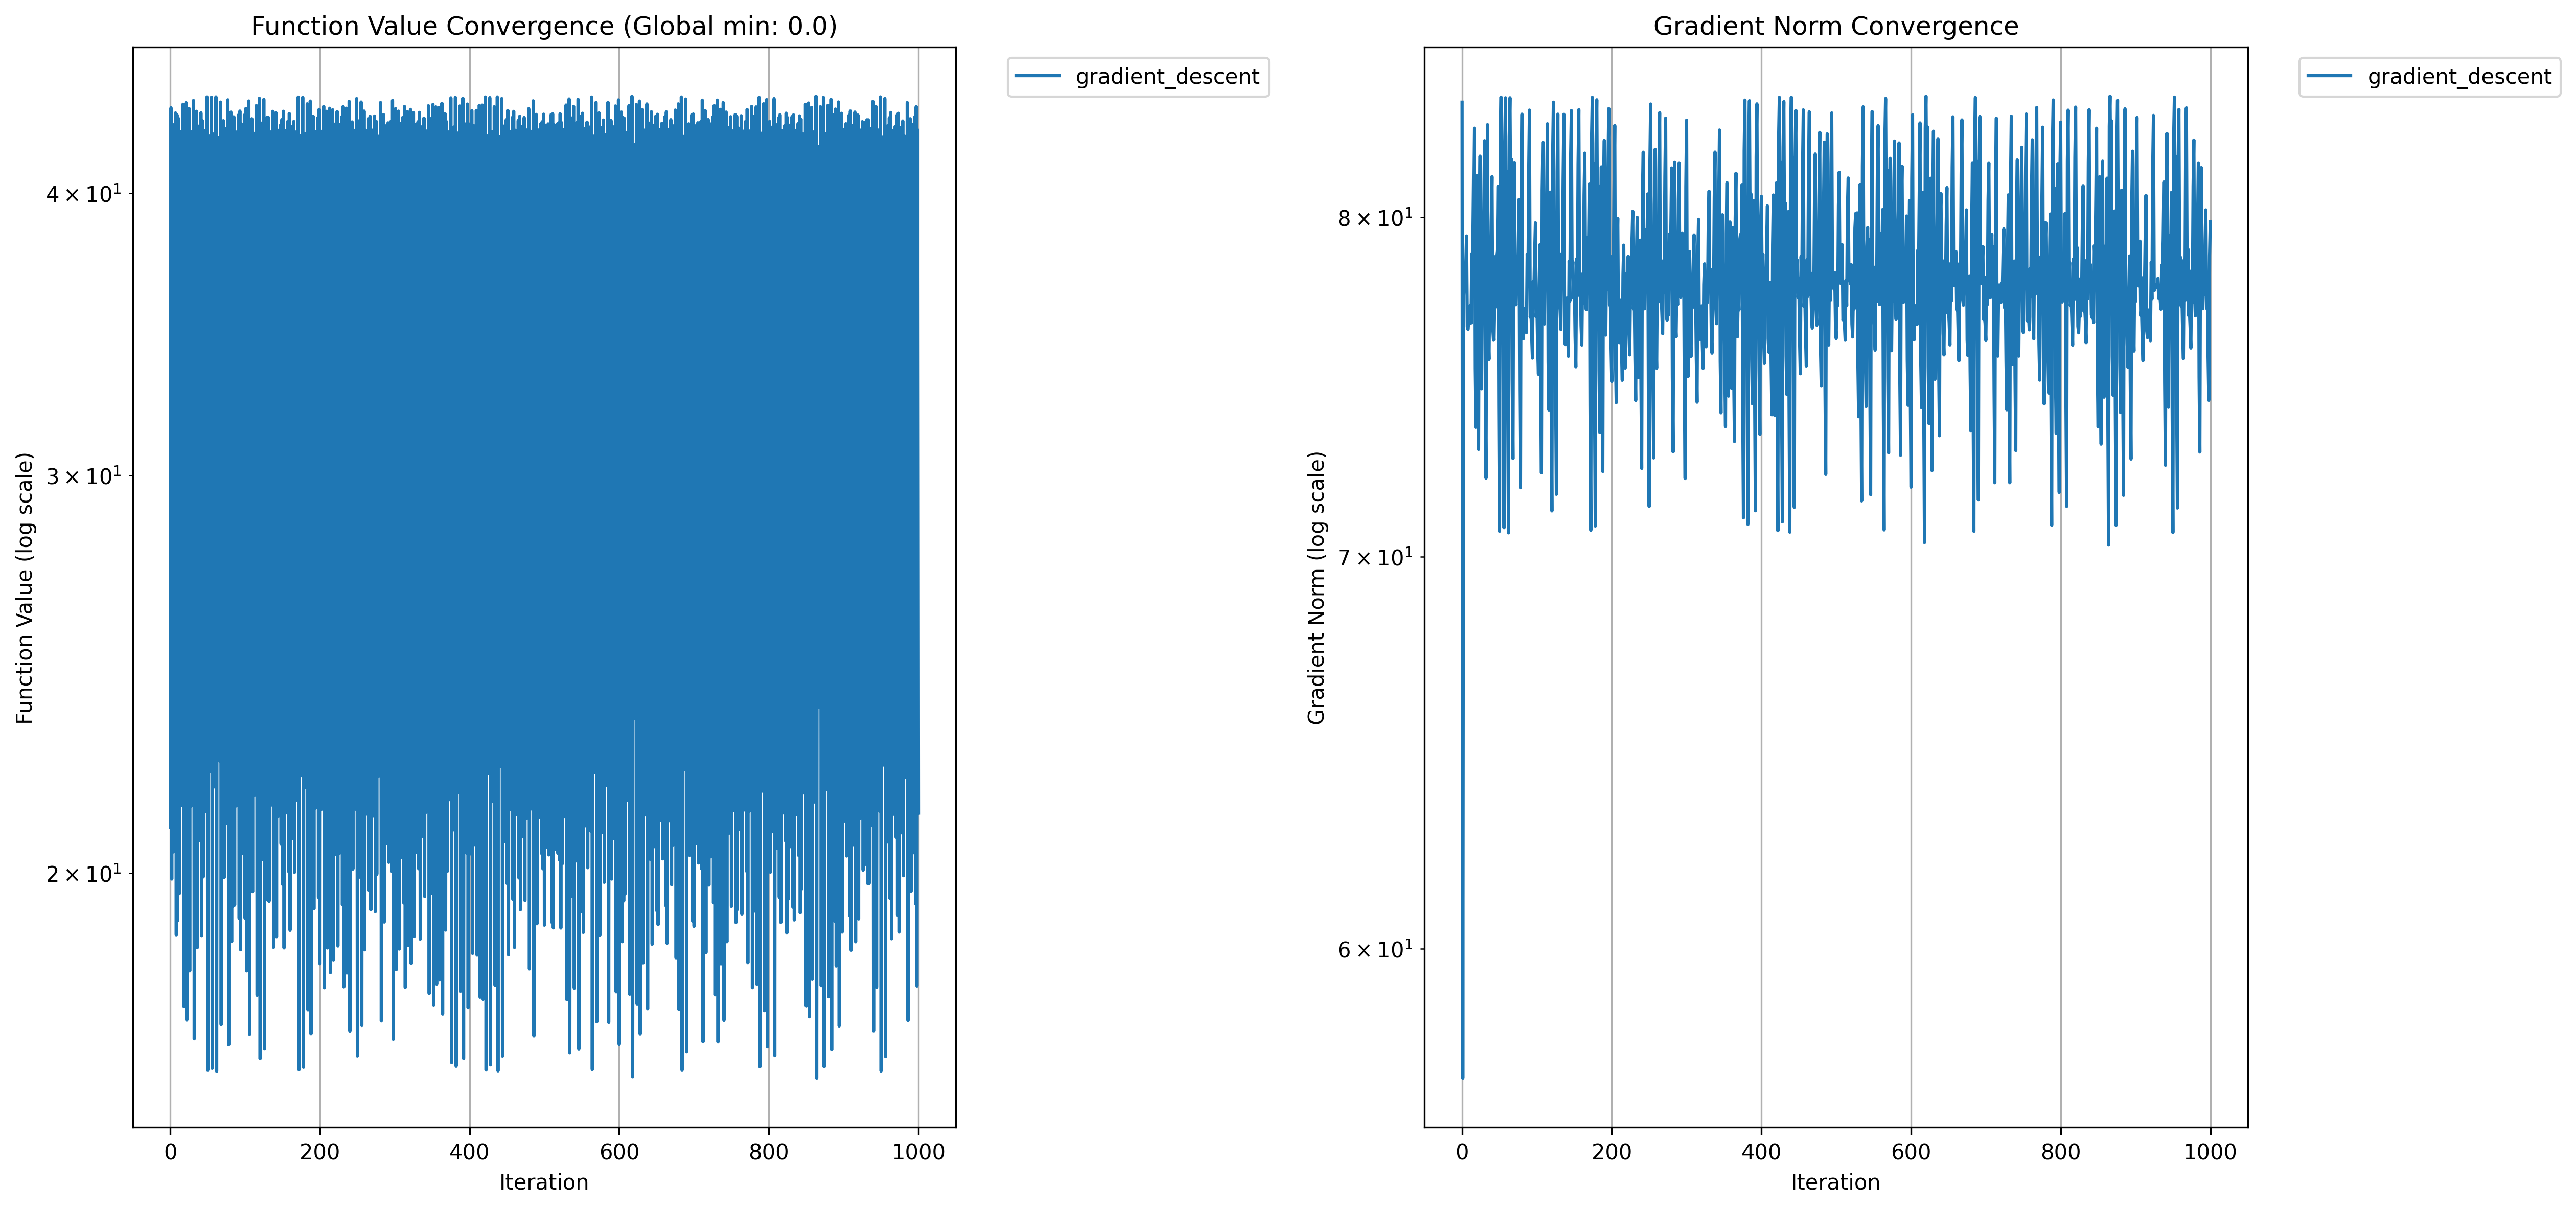 Function Value Convergence (Global min: 0.0)
gradient_descent
4 × 10¹
3 × 10¹
2 × 10¹
Function Value (log scale)
0 200 400 600 800 1000
Iteration
Gradient Norm Convergence
gradient_descent
8 × 10¹
7 × 10¹
6 × 10¹
Gradient Norm (log scale)
0 200 400 600 800 1000
Iteration